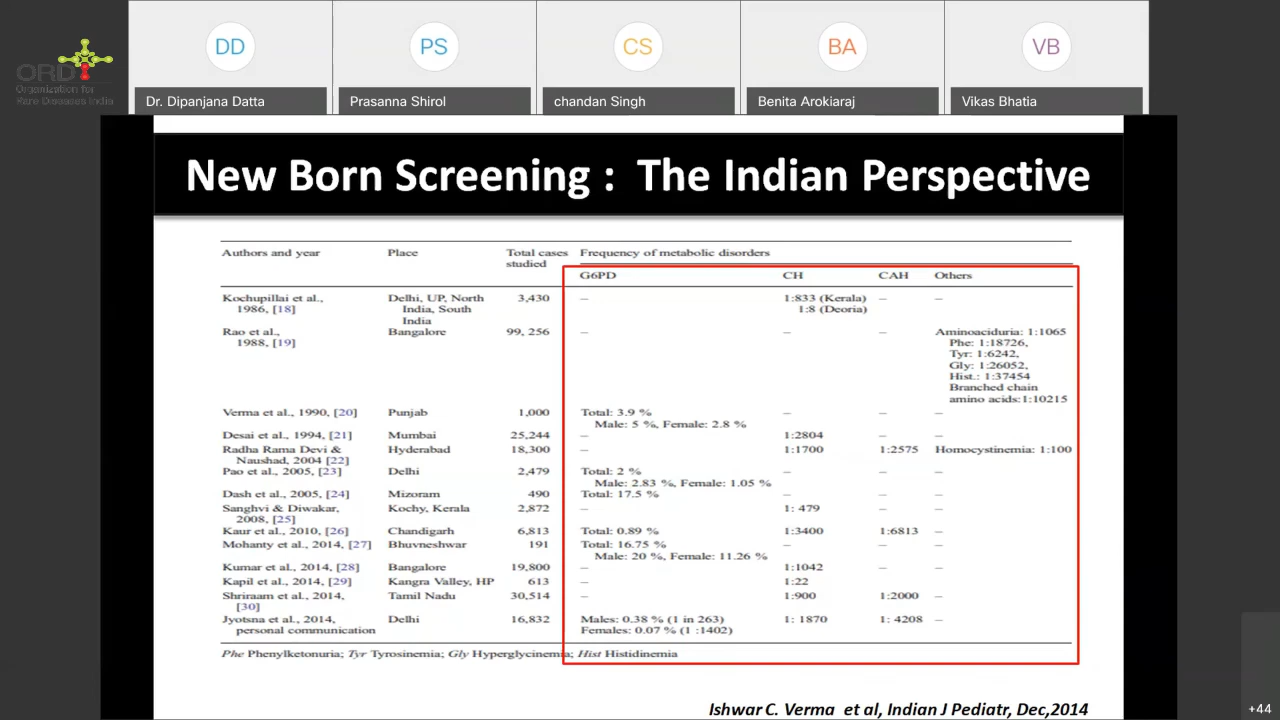 ORDI
Organization for
Rare Diseases India
DD
PS
CS
BA
VB
Dr. Dipanjana Datta
Prasanna Shirol
chandan Singh
Benita Arokiaraj
Vikas Bhatia
New Born Screening : The Indian Perspective
Authors and year Place Total cases studied Frequency of metabolic disorders
G6PD CH CAH Others
Kochupillai et al., Delhi, UP, North 3,430 – 1:833 (Kerala) – –
1986, [18] India, South 1:8 (Deoria)
India
Rao et al., Bangalore 99, 256 – – – Aminoaciduria: 1:1065
1988, [19] Phe: 1:18726,
Tyr: 1:6242,
Gly: 1:26052,
Hist.: 1:37454
Branched chain
amino acids:1:10215
Verma et al., 1990, [20] Punjab 1,000 Total: 3.9 % – – –
Male: 5 %, Female: 2.8 %
Desai et al., 1994, [21] Mumbai 25,244 – 1:2804 – –
Radha Rama Devi & Hyderabad 18,300 – 1:1700 1:2575 Homocystinemia: 1:100
Naushad, 2004 [22]
Pao et al., 2005, [23] Delhi 2,479 Total: 2 % – – –
Male: 2.83 %, Female: 1.05 %
Dash et al., 2005, [24] Mizoram 490 Total: 17.5 % – – –
Sanghvi & Diwakar, Kochy, Kerala 2,872 – 1: 479 – –
2008, [25]
Kaur et al., 2010, [26] Chandigarh 6,813 Total: 0.89 % 1:3400 1:6813 –
Mohanty et al., 2014, [27] Bhuvneshwar 191 Total: 16.75 % – – –
Male: 20 %, Female: 11.26 %
Kumar et al., 2014, [28] Bangalore 19,800 – 1:1042 – –
Kapil et al., 2014, [29] Kangra Valley, HP 613 – 1:22 – –
Shriraam et al., 2014, Tamil Nadu 30,514 – 1:900 1:2000 –
[30]
Jyotsna et al., 2014, Delhi 16,832 Males: 0.38 % (1 in 263) 1: 1870 1: 4208 –
personal communication Females: 0.07 % (1 :1402)
Phe Phenylketonuria; Tyr Tyrosinemia; Gly Hyperglycinemia; Hist Histidinemia
Ishwar C. Verma et al, Indian J Pediatr, Dec,2014
+44